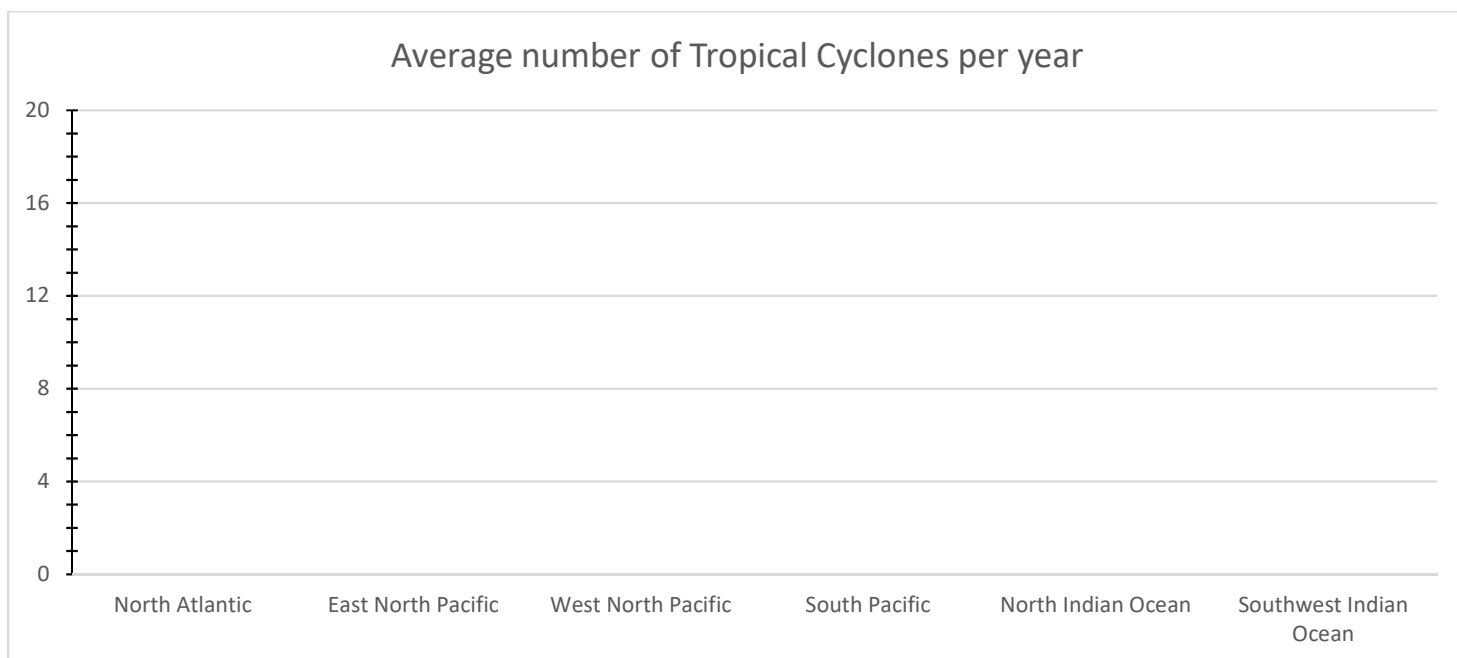 Average number of Tropical Cyclones per year
20
16
12
8
4
0
North Atlantic
East North Pacific
West North Pacific
South Pacific
North Indian Ocean
Southwest Indian
Ocean